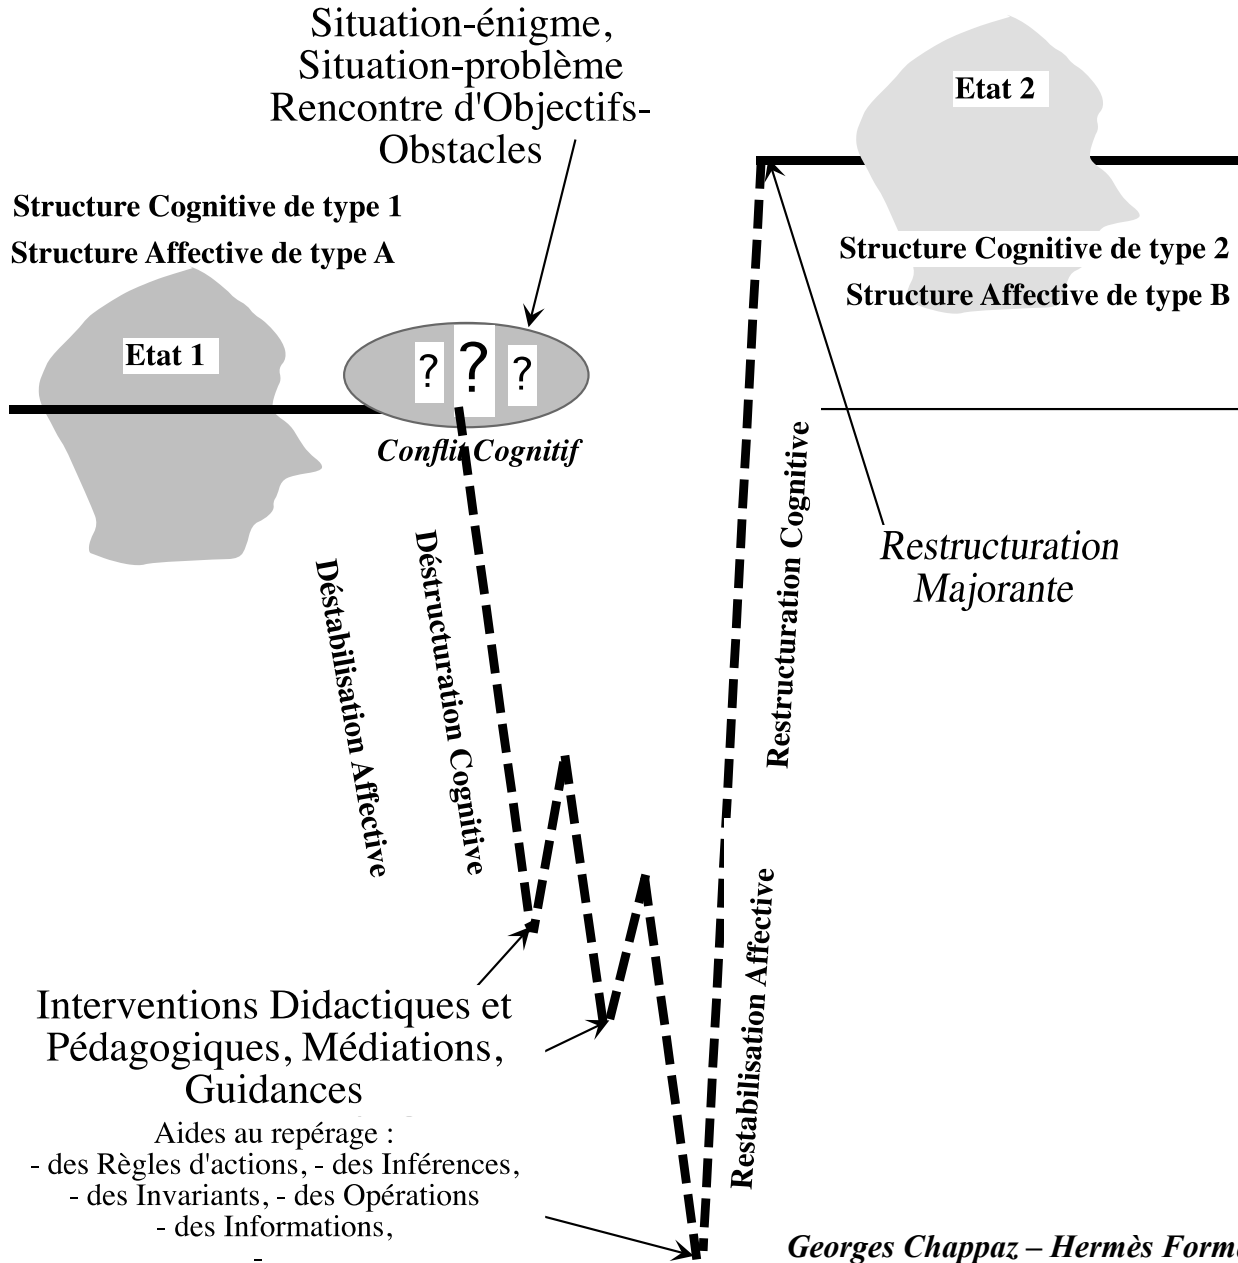 Situation-énigme,
Situation-problème
Rencontre d'Objectifs-
Obstacles
Etat 2
Structure Cognitive de type 1
Structure Affective de type A
Structure Cognitive de type 2
Structure Affective de type B
Etat 1
? ? ?
Conflit Cognitif
Déstabilisation Affective
Déstructuration Cognitive
Restructuration Cognitive
Restabilisation Affective
Restructuration
Majorante
Interventions Didactiques et
Pédagogiques, Médiations,
Guidances
Aides au repérage :
- des Règles d'actions, - des Inférences,
- des Invariants, - des Opérations
- des Informations,
-
Georges Chappaz – Hermès